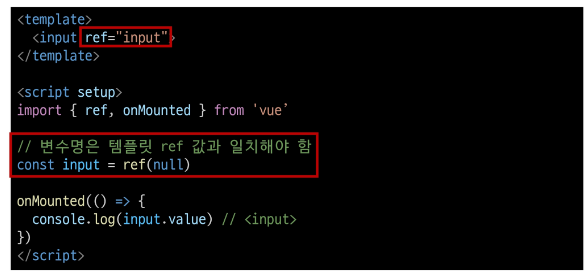 <template>
  <input ref="input">
</template>

<script setup>
import { ref, onMounted } from 'vue’

// 변수명은 템플릿 ref 값과 일치해야 함
const input = ref(null)

onMounted(() => {
  console.log(input.value) // <input>
})
</script>